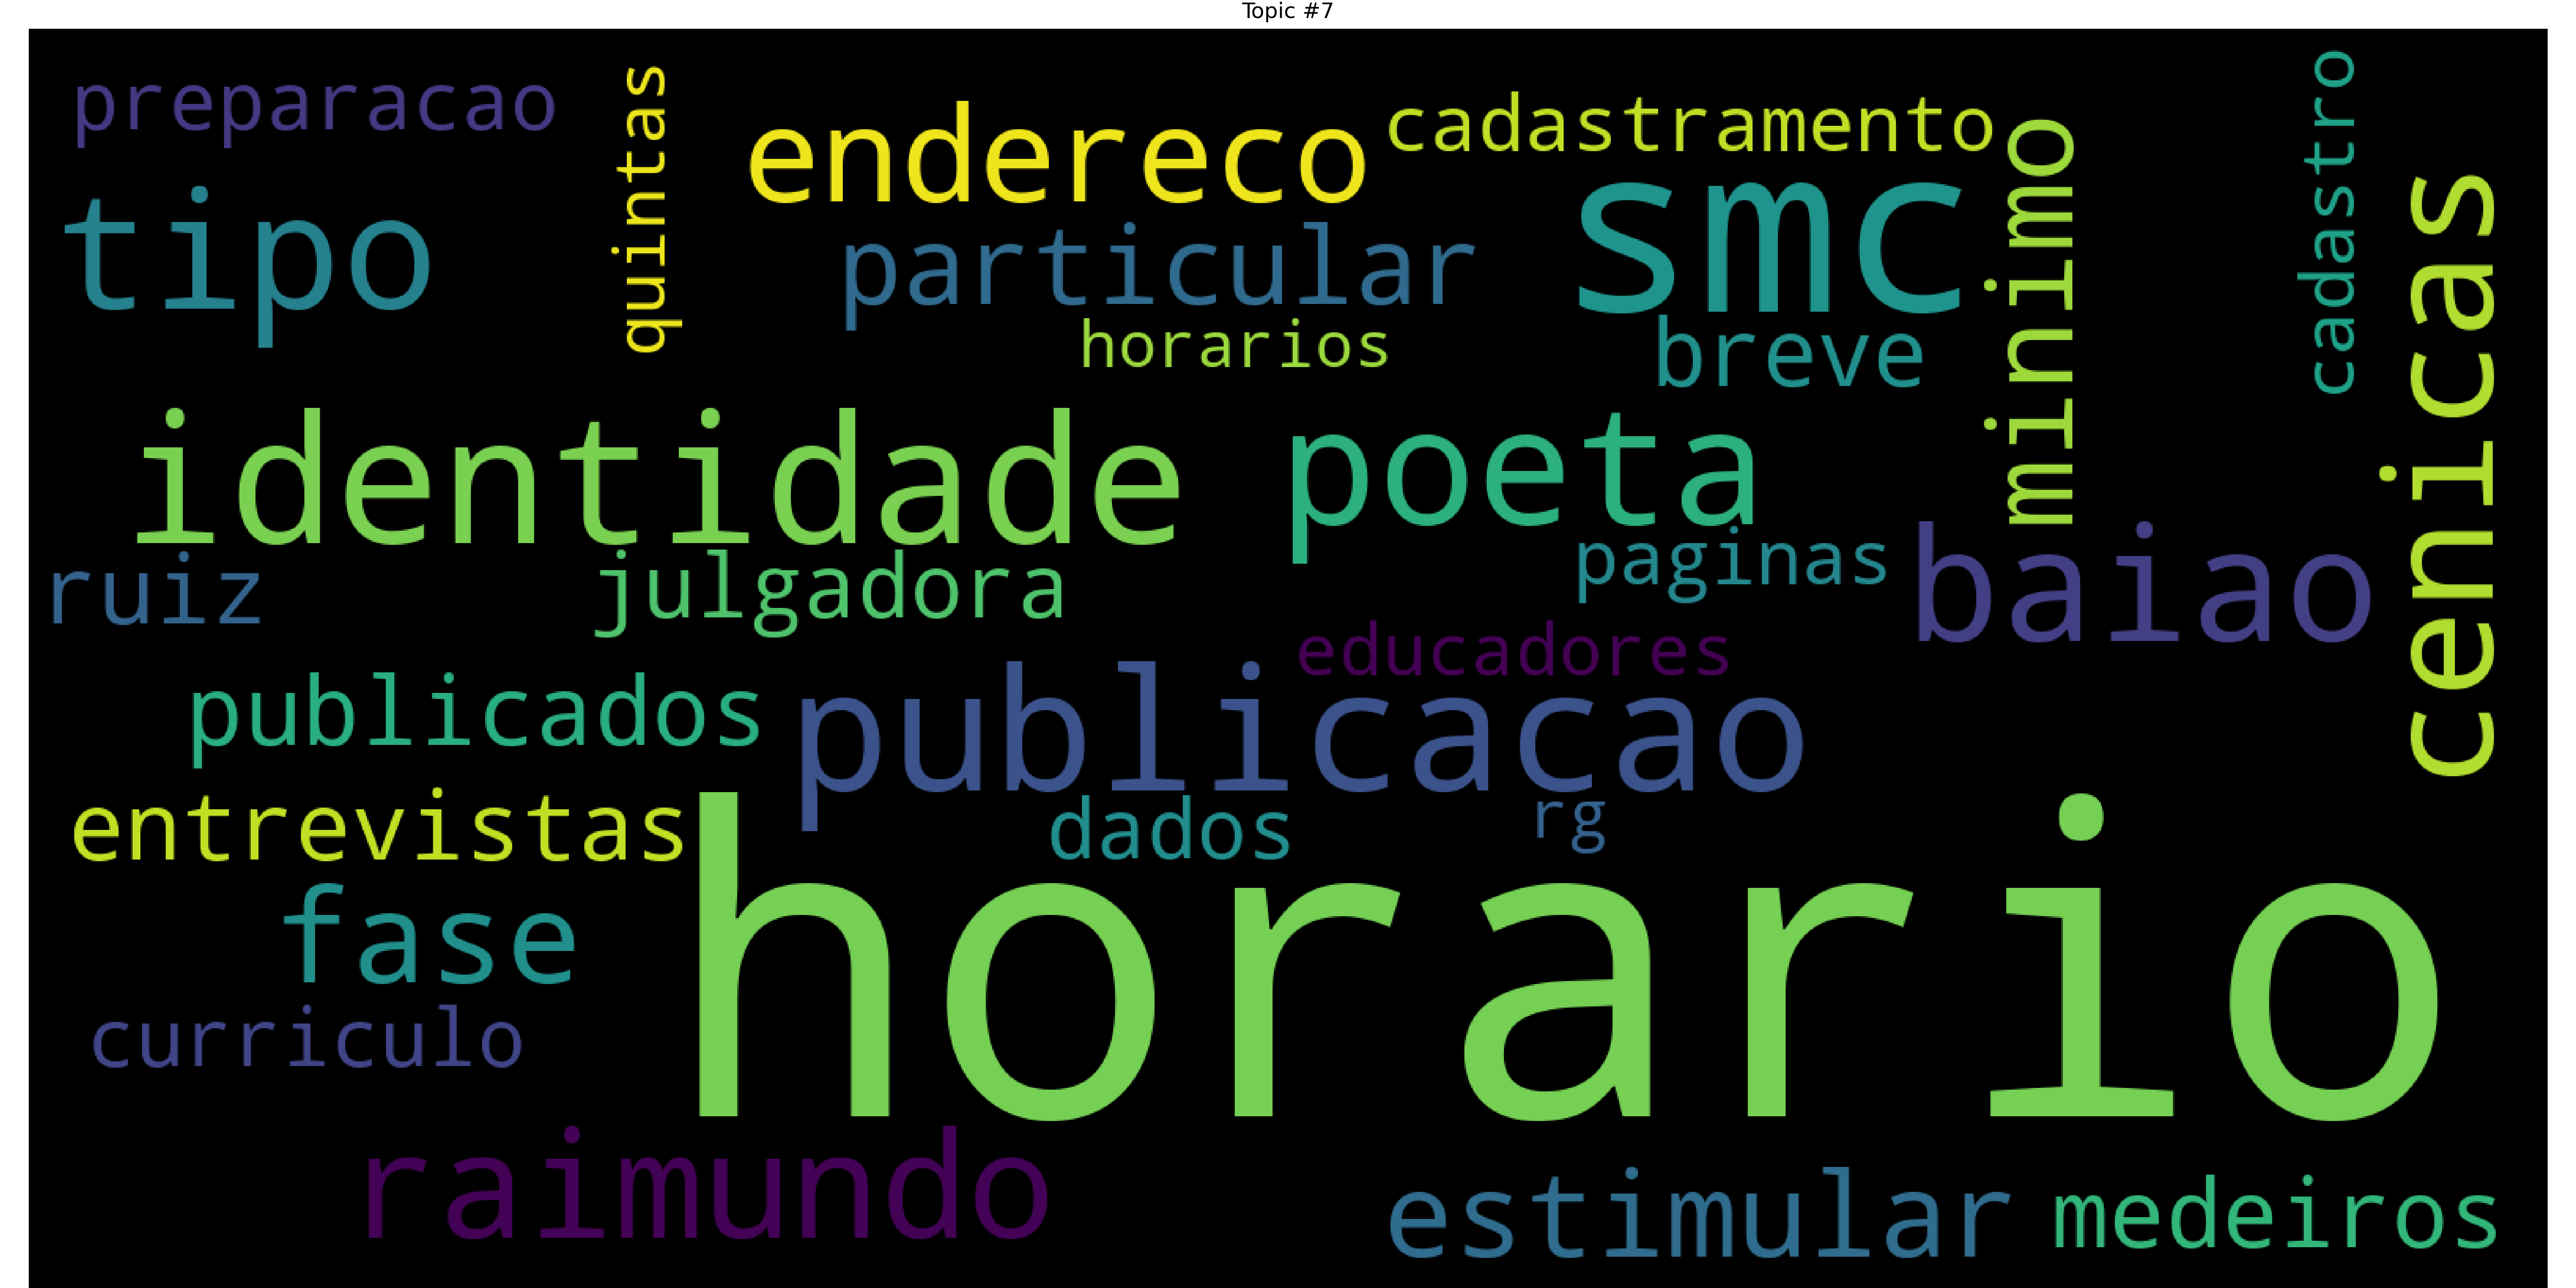 Topic #7
preparacao
quintas
endereco
cadastramento
cadastro
tipo
particular
smc
minimo
cenicas
horarios
breve
identidade
poeta
ruiz
julgadora
paginas
baiao
educadores
publicados
publicacao
entrevistas
dados
rg
fase
horario
curriculo
raimundo
estimular
medeiros